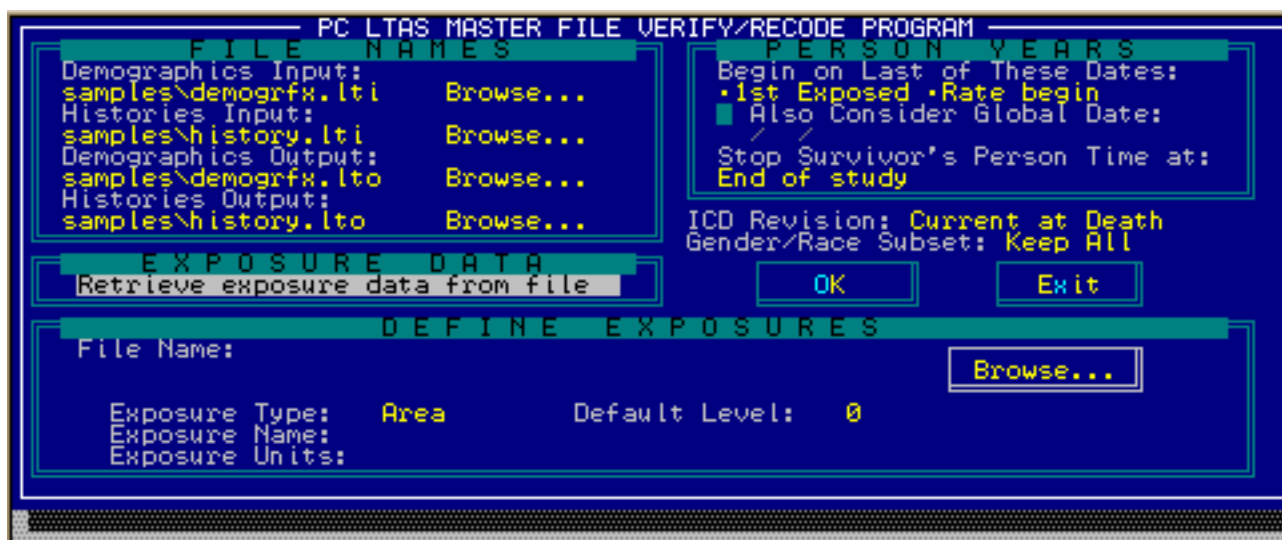 PC LTAS MASTER FILE VERIFY/RECODE PROGRAM
FILE NAMES
Demographics Input:
samples\demogrfx.lti Browse...
Histories Input:
samples\history.lti Browse...
Demographics Output:
samples\demogrfx.lto Browse...
Histories Output:
samples\history.lto Browse...
PERSON YEARS
Begin on Last of These Dates:
·1st Exposed ·Rate begin
Also Consider Global Date:
/ /
Stop Survivor's Person Time at:
End of study
ICD Revision: Current at Death
Gender/Race Subset: Keep All
EXPOSURE DATA
Retrieve exposure data from file
OK Exit
DEFINE EXPOSURES
File Name:
Browse...
Exposure Type: Area Default Level: 0
Exposure Name:
Exposure Units: